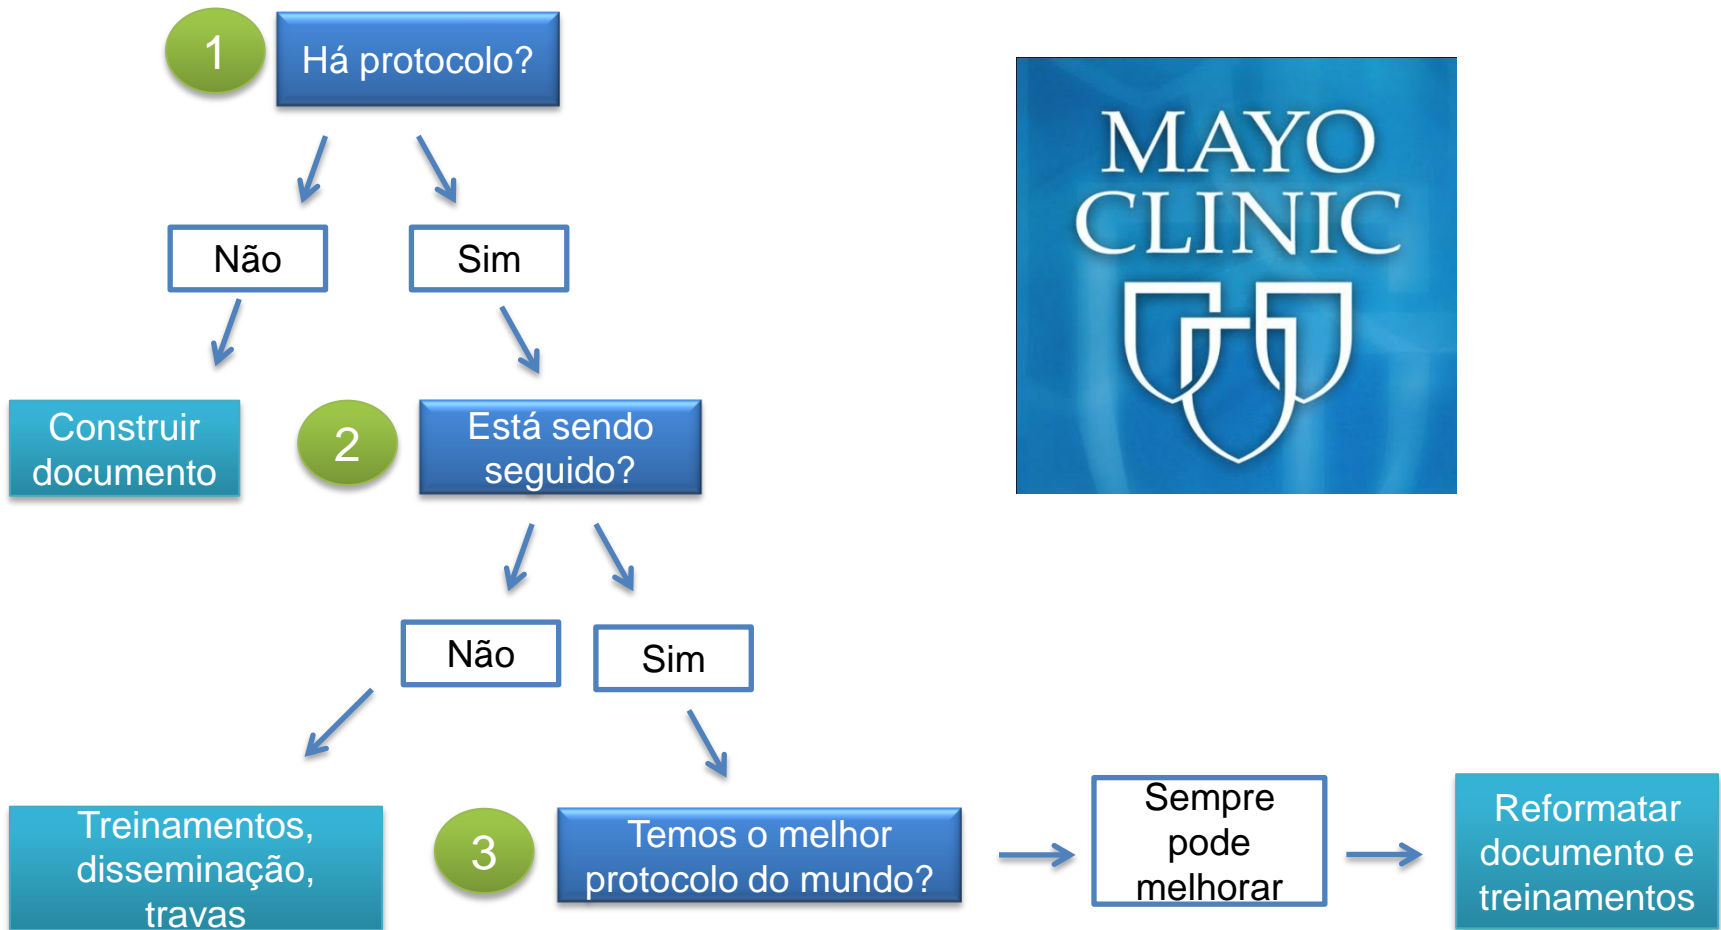 1
Há protocolo?
MAYO
CLINIC
Não
Sim
Construir
documento
2
Está sendo
seguido?
Não
Sim
Treinamentos,
disseminação,
travas
3
Temos o melhor
protocolo do mundo?
Sempre
pode
melhorar
Reformatar
documento e
treinamentos